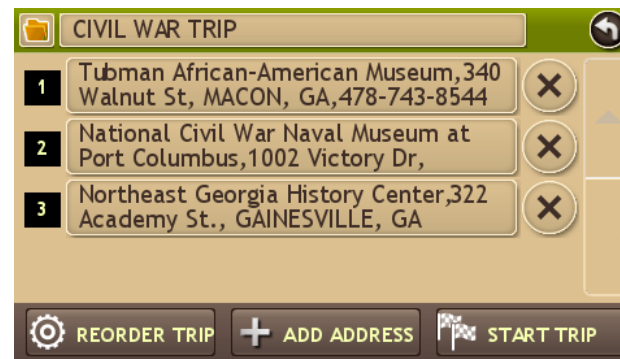 CIVIL WAR TRIP
1
Tubman African-American Museum,340
Walnut St, MACON, GA,478-743-8544
2
National Civil War Naval Museum at
Port Columbus,1002 Victory Dr,
3
Northeast Georgia History Center,322
Academy St., GAINESVILLE, GA
REORDER TRIP
ADD ADDRESS
START TRIP